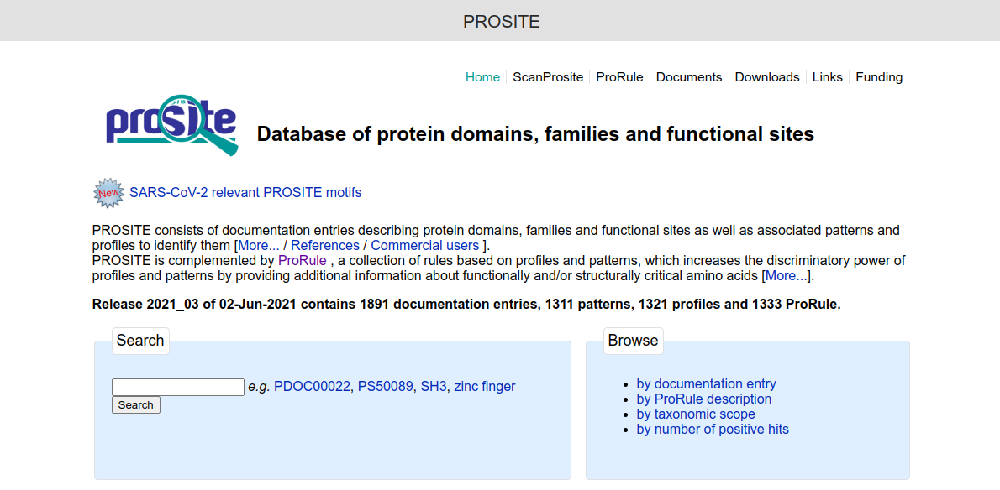 PROSITE
Home ScanProsite ProRule Documents Downloads Links Funding
SIB
prosite
Database of protein domains, families and functional sites
New SARS-CoV-2 relevant PROSITE motifs
PROSITE consists of documentation entries describing protein domains, families and functional sites as well as associated patterns and
profiles to identify them [More... / References / Commercial users ].
PROSITE is complemented by ProRule , a collection of rules based on profiles and patterns, which increases the discriminatory power of
profiles and patterns by providing additional information about functionally and/or structurally critical amino acids [More...].
Release 2021_03 of 02-Jun-2021 contains 1891 documentation entries, 1311 patterns, 1321 profiles and 1333 ProRule.
Search
e.g. PDOC00022, PS50089, SH3, zinc finger
Search
Browse
• by documentation entry
• by ProRule description
• by taxonomic scope
• by number of positive hits